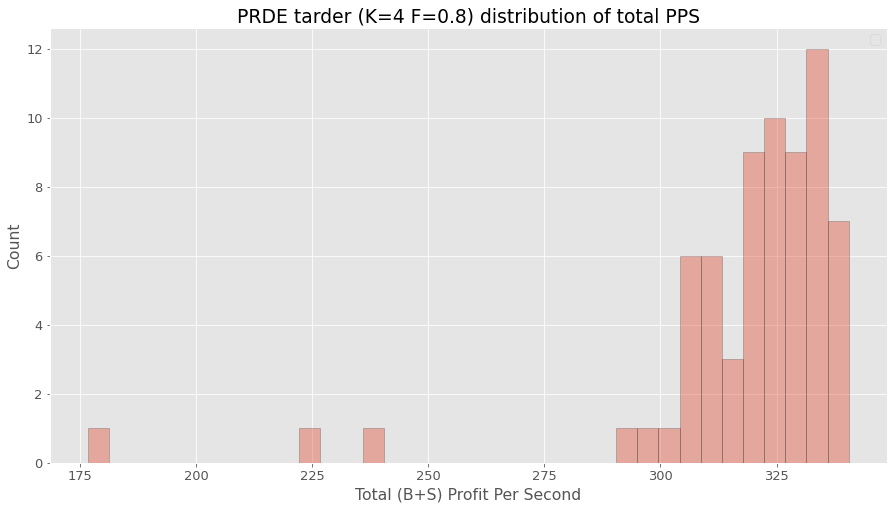 PRDE tarder (K=4 F=0.8) distribution of total PPS
12
10
8
6
4
2
0
Count
175 200 225 250 275 300 325
Total (B+S) Profit Per Second